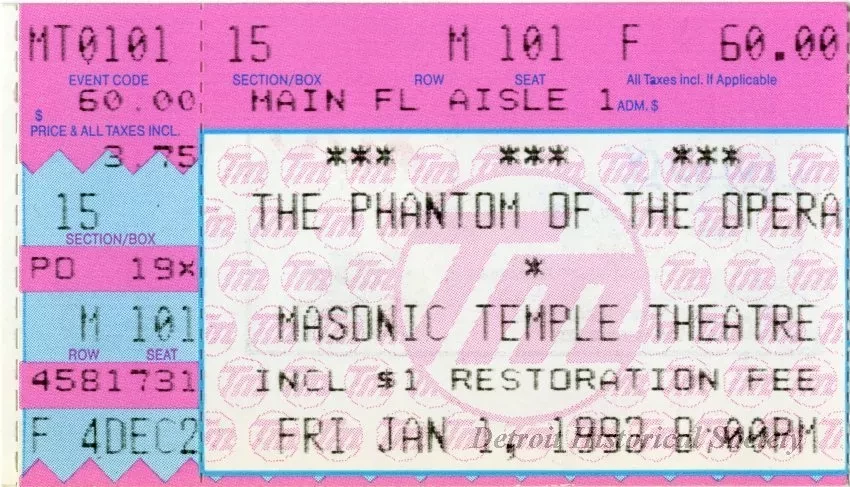 MT0101
EVENT CODE
$ 60.00
PRICE & ALL TAXES INCL.
3.75
15
SECTION/BOX
PO 19*
M 101
ROW SEAT
4581731
F 4DEC2
15 M 101 F 60.00
SECTION/BOX ROW SEAT All Taxes incl. If Applicable
MAIN FL AISLE 1 ADM. $
*** *** ***
THE PHANTOM OF THE OPERA
*
MASONIC TEMPLE THEATRE
INCL $1 RESTORATION FEE
FRI JAN 1, 1993 8:00PM
Detroit Historical Society